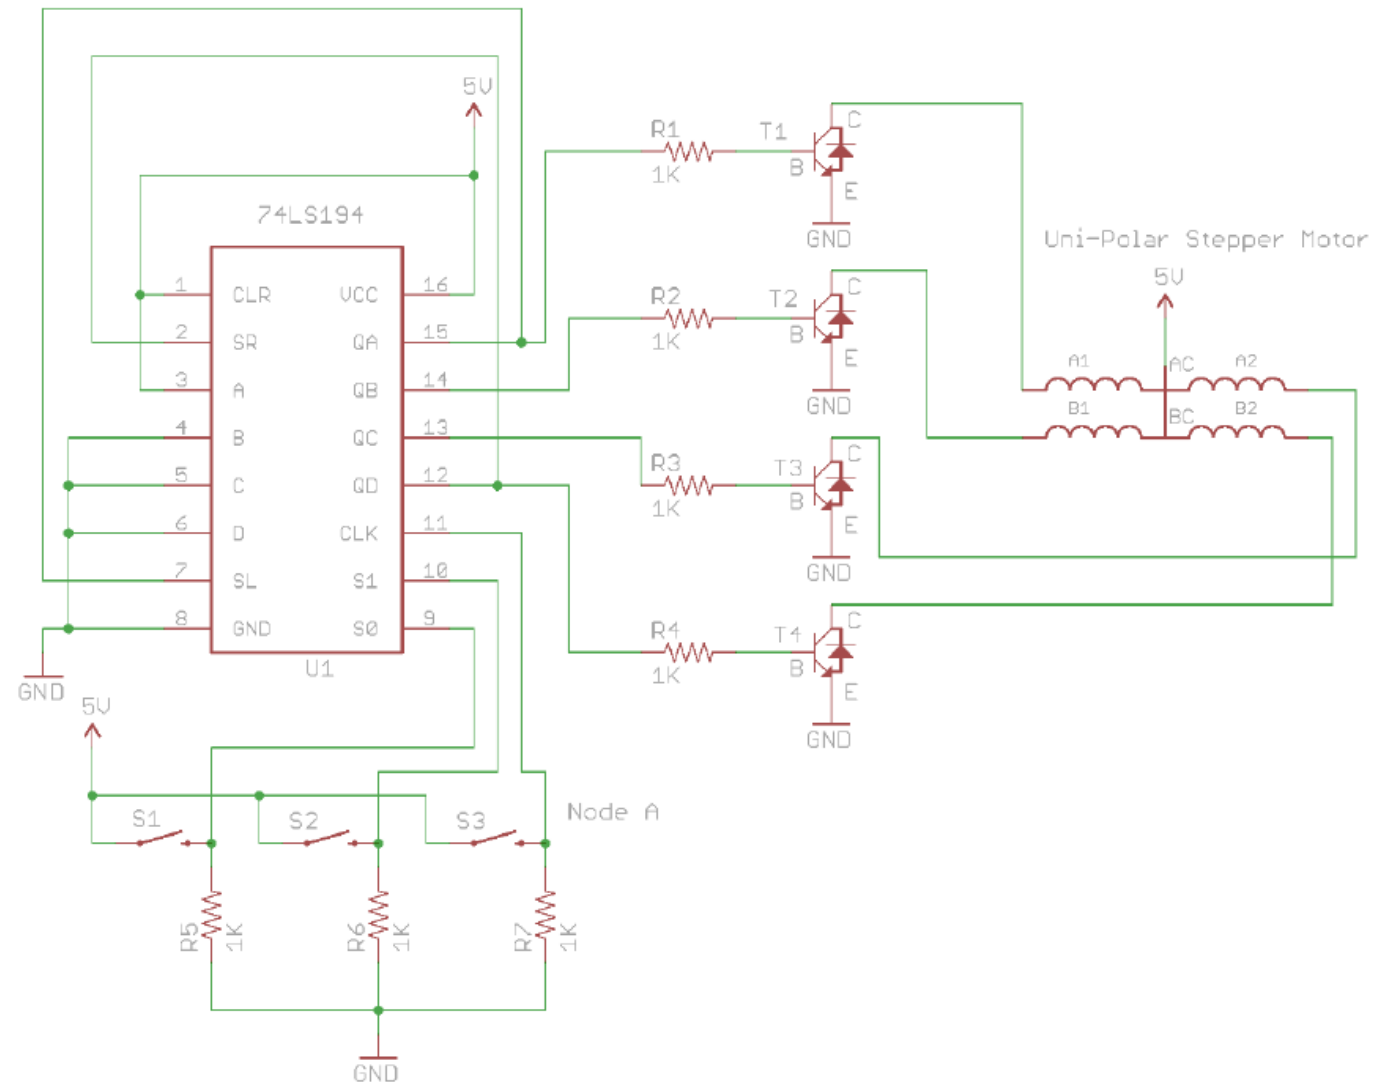 5V
74LS194
1 CLR VCC 16
2 SR QA 15
3 A QB 14
4 B QC 13
5 C QD 12
6 D CLK 11
7 SL S1 10
8 GND S0 9
U1
GND
R1
1K
T1
C
B
E
GND
R2
1K
T2
C
B
E
GND
R3
1K
T3
C
B
E
GND
R4
1K
T4
C
B
E
GND
Uni-Polar Stepper Motor
5V
A1 AC A2
B1 BC B2
5V
S1 S2 S3 Node A
R5 1K R6 1K R7 1K
GND